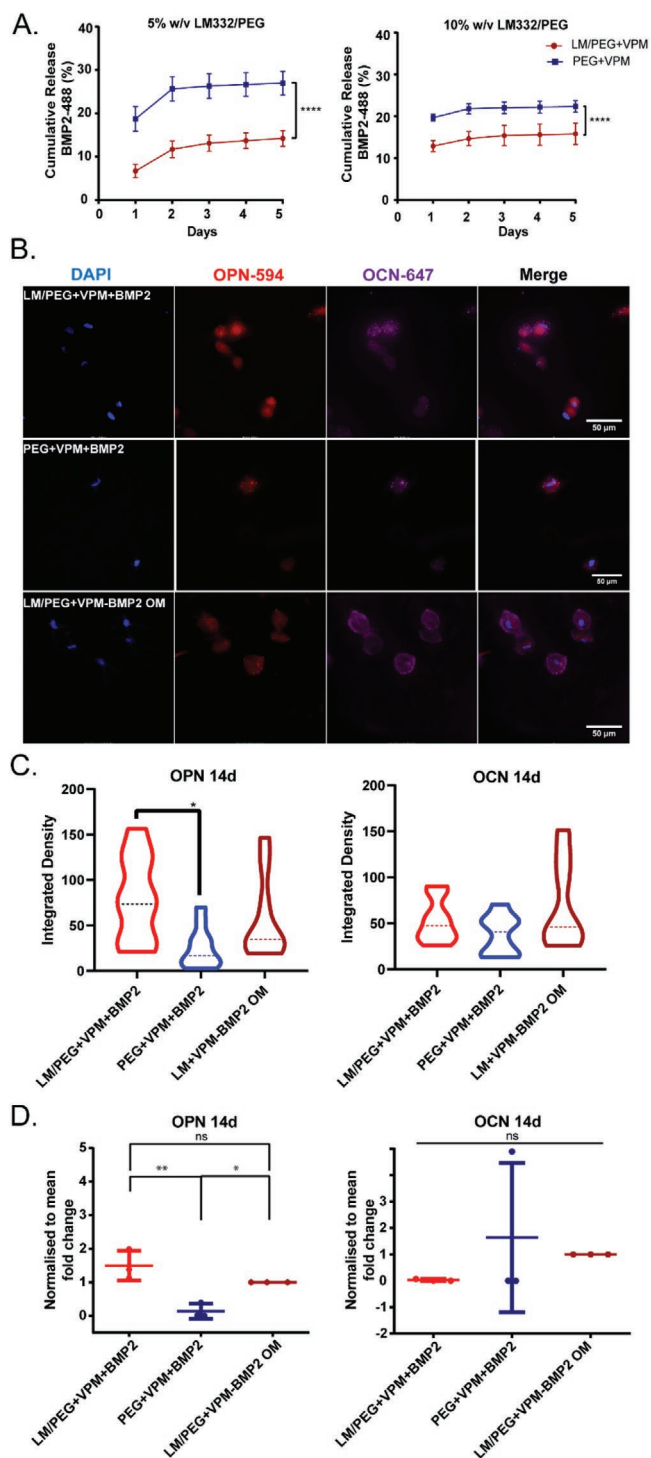 A.
5% w/v LM332/PEG
10% w/v LM332/PEG
LM/PEG+VPM
PEG+VPM
Cumulative Release
BMP2-488 (%)
40
30
20
10
0
****
0 1 2 3 4 5
Days
Cumulative Release
BMP2-488 (%)
40
30
20
10
0
****
0 1 2 3 4 5
Days
B.
DAPI OPN-594 OCN-647 Merge
LM/PEG+VPM+BMP2
50 µm
PEG+VPM+BMP2
50 µm
LM/PEG+VPM-BMP2 OM
50 µm
C.
OPN 14d
Integrated Density
200
150
100
50
0
*
LM/PEG+VPM+BMP2
PEG+VPM+BMP2
LM+VPM-BMP2 OM
OCN 14d
Integrated Density
200
150
100
50
0
LM/PEG+VPM+BMP2
PEG+VPM+BMP2
LM+VPM-BMP2 OM
D.
OPN 14d
Normalised to mean
fold change
5
4
2
1
0
ns
**
*
LM/PEG+VPM+BMP2
PEG+VPM+BMP2
LM/PEG+VPM-BMP2 OM
OCN 14d
Normalised to mean
fold change
5
4
2
1
0
-1
-2
ns
LM/PEG+VPM+BMP2
PEG+VPM+BMP2
LM/PEG+VPM-BMP2 OM